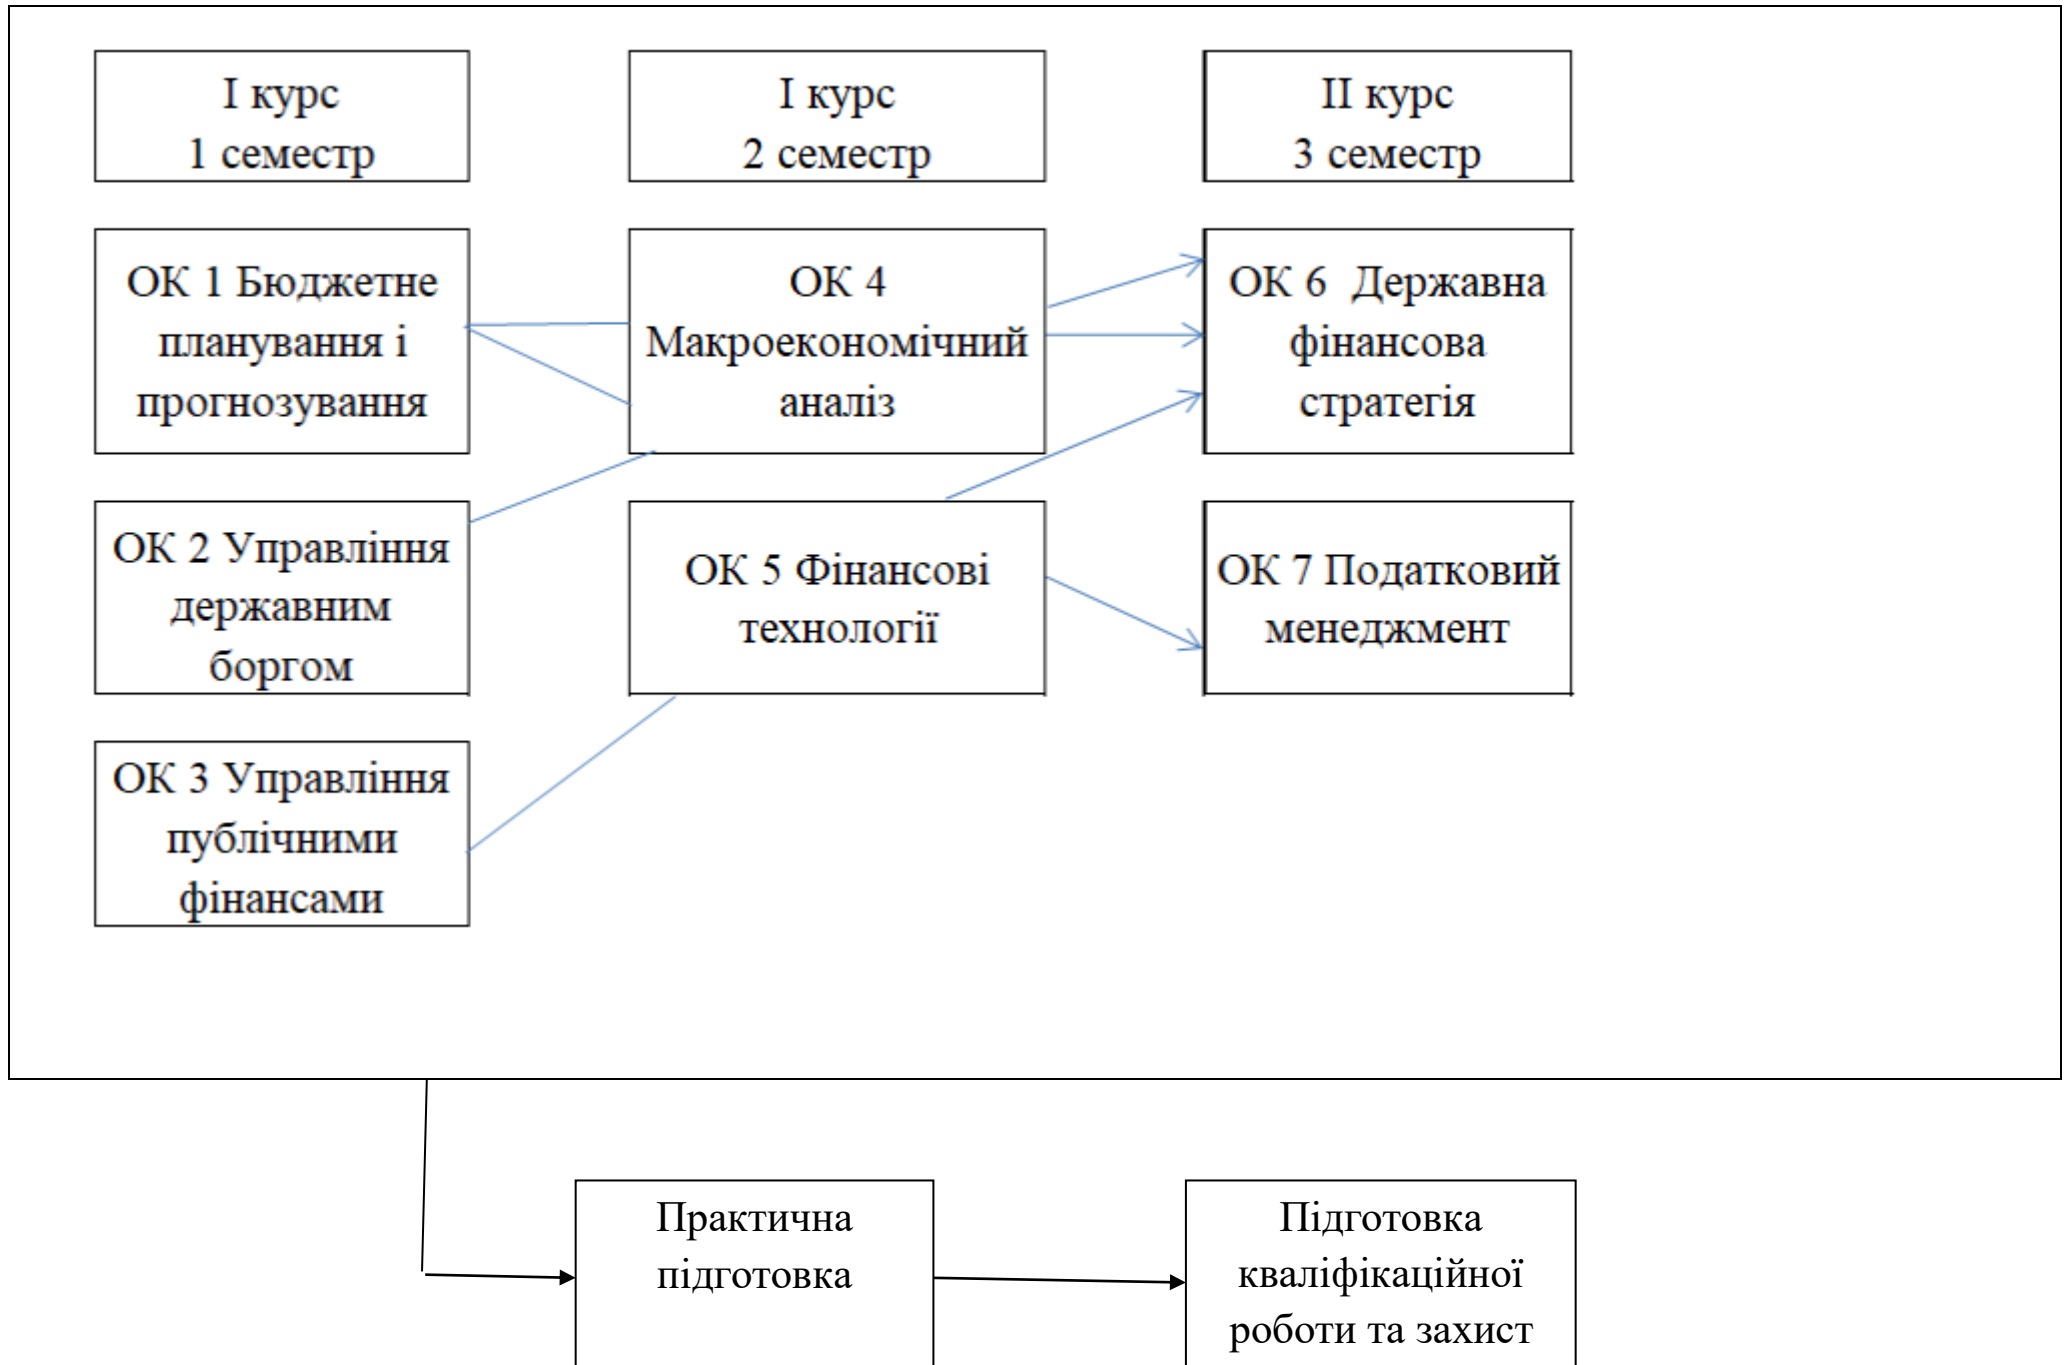 І курс
1 семестр
І курс
2 семестр
ІІ курс
3 семестр
ОК 1 Бюджетне
планування і
прогнозування
ОК 4
Макроекономічний
аналіз
ОК 6 Державна
фінансова
стратегія
ОК 2 Управління
державним
боргом
ОК 5 Фінансові
технології
ОК 7 Податковий
менеджмент
ОК 3 Управління
публічними
фінансами
Практична
підготовка
Підготовка
кваліфікаційної
роботи та захист